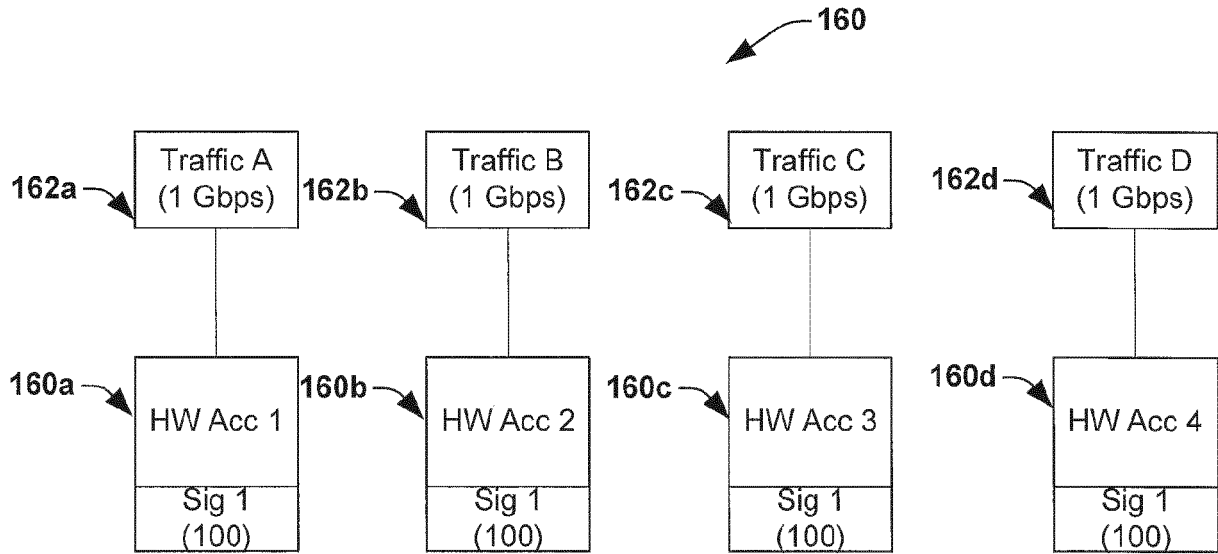 160
Traffic A
(1 Gbps)
162a
Traffic B
(1 Gbps)
162b
Traffic C
(1 Gbps)
162c
Traffic D
(1 Gbps)
162d
160a
HW Acc 1
160b
HW Acc 2
160c
HW Acc 3
160d
HW Acc 4
Sig 1
(100)
Sig 1
(100)
Sig 1
(100)
Sig 1
(100)